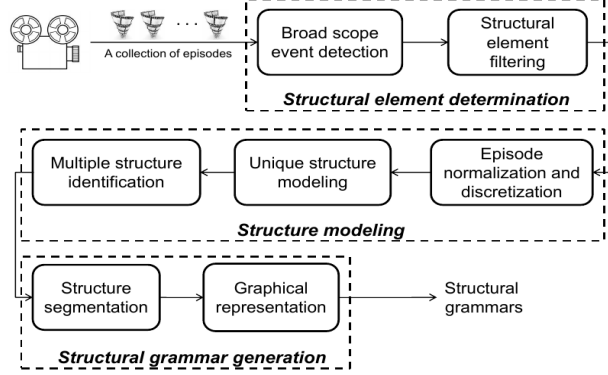 A collection of episodes
Broad scope
event detection
Structural
element
filtering
Structural element determination
Multiple structure
identification
Unique structure
modeling
Episode
normalization and
discretization
Structure modeling
Structure
segmentation
Graphical
representation
Structural
grammars
Structural grammar generation